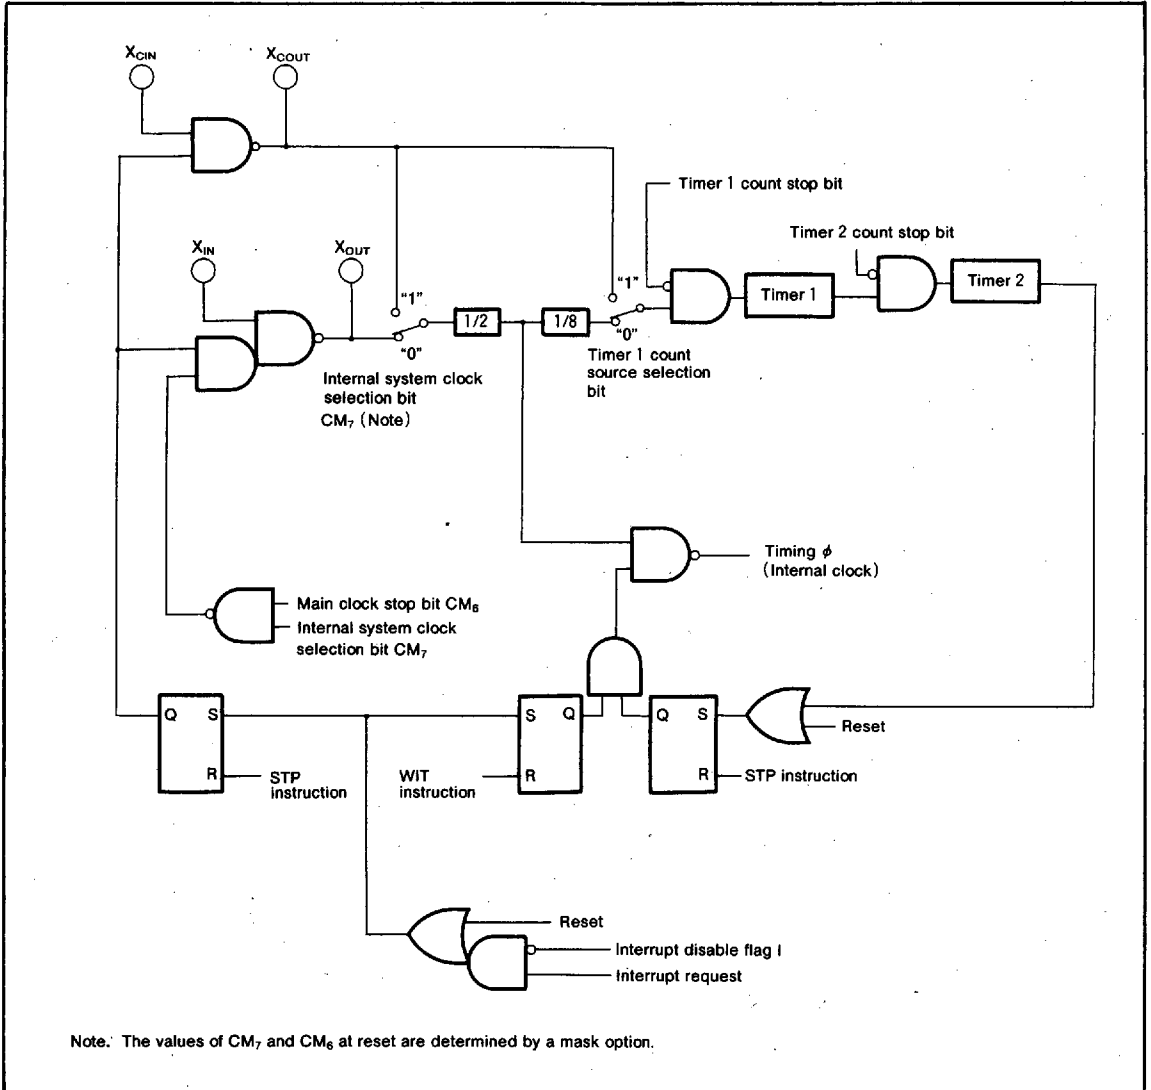 XCIN
XCOUT
Timer 1 count stop bit
Timer 2 count stop bit
XIN
XOUT
"1"
"1"
Timer 1
Timer 2
1/2
1/8
"0"
"0"
Internal system clock
selection bit
CM7 (Note)
Timer 1 count
source selection
bit
Timing ϕ
(Internal clock)
Main clock stop bit CM6
Internal system clock
selection bit CM7
Q S
R
STP
instruction
WIT
instruction
S Q
R
Q S
R
STP instruction
Reset
Reset
Interrupt disable flag I
Interrupt request
Note. The values of CM7 and CM6 at reset are determined by a mask option.